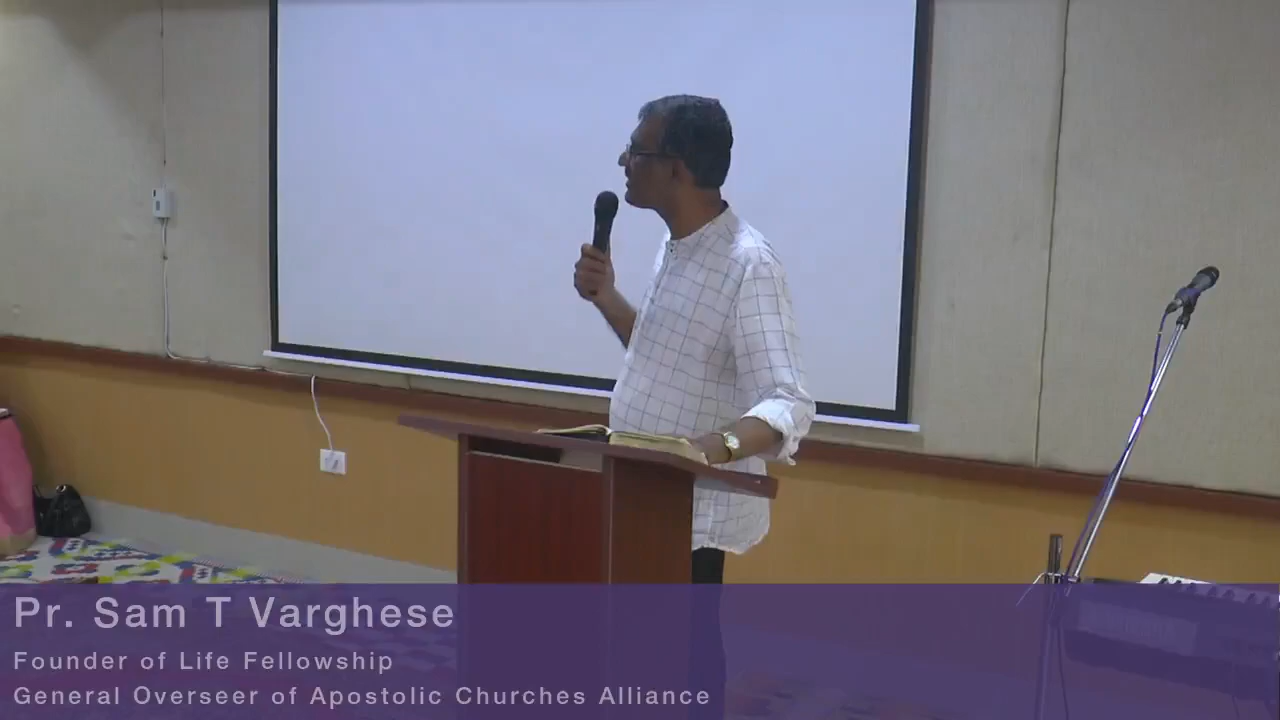 Pr. Sam T Varghese
Founder of Life Fellowship
General Overseer of Apostolic Churches Alliance